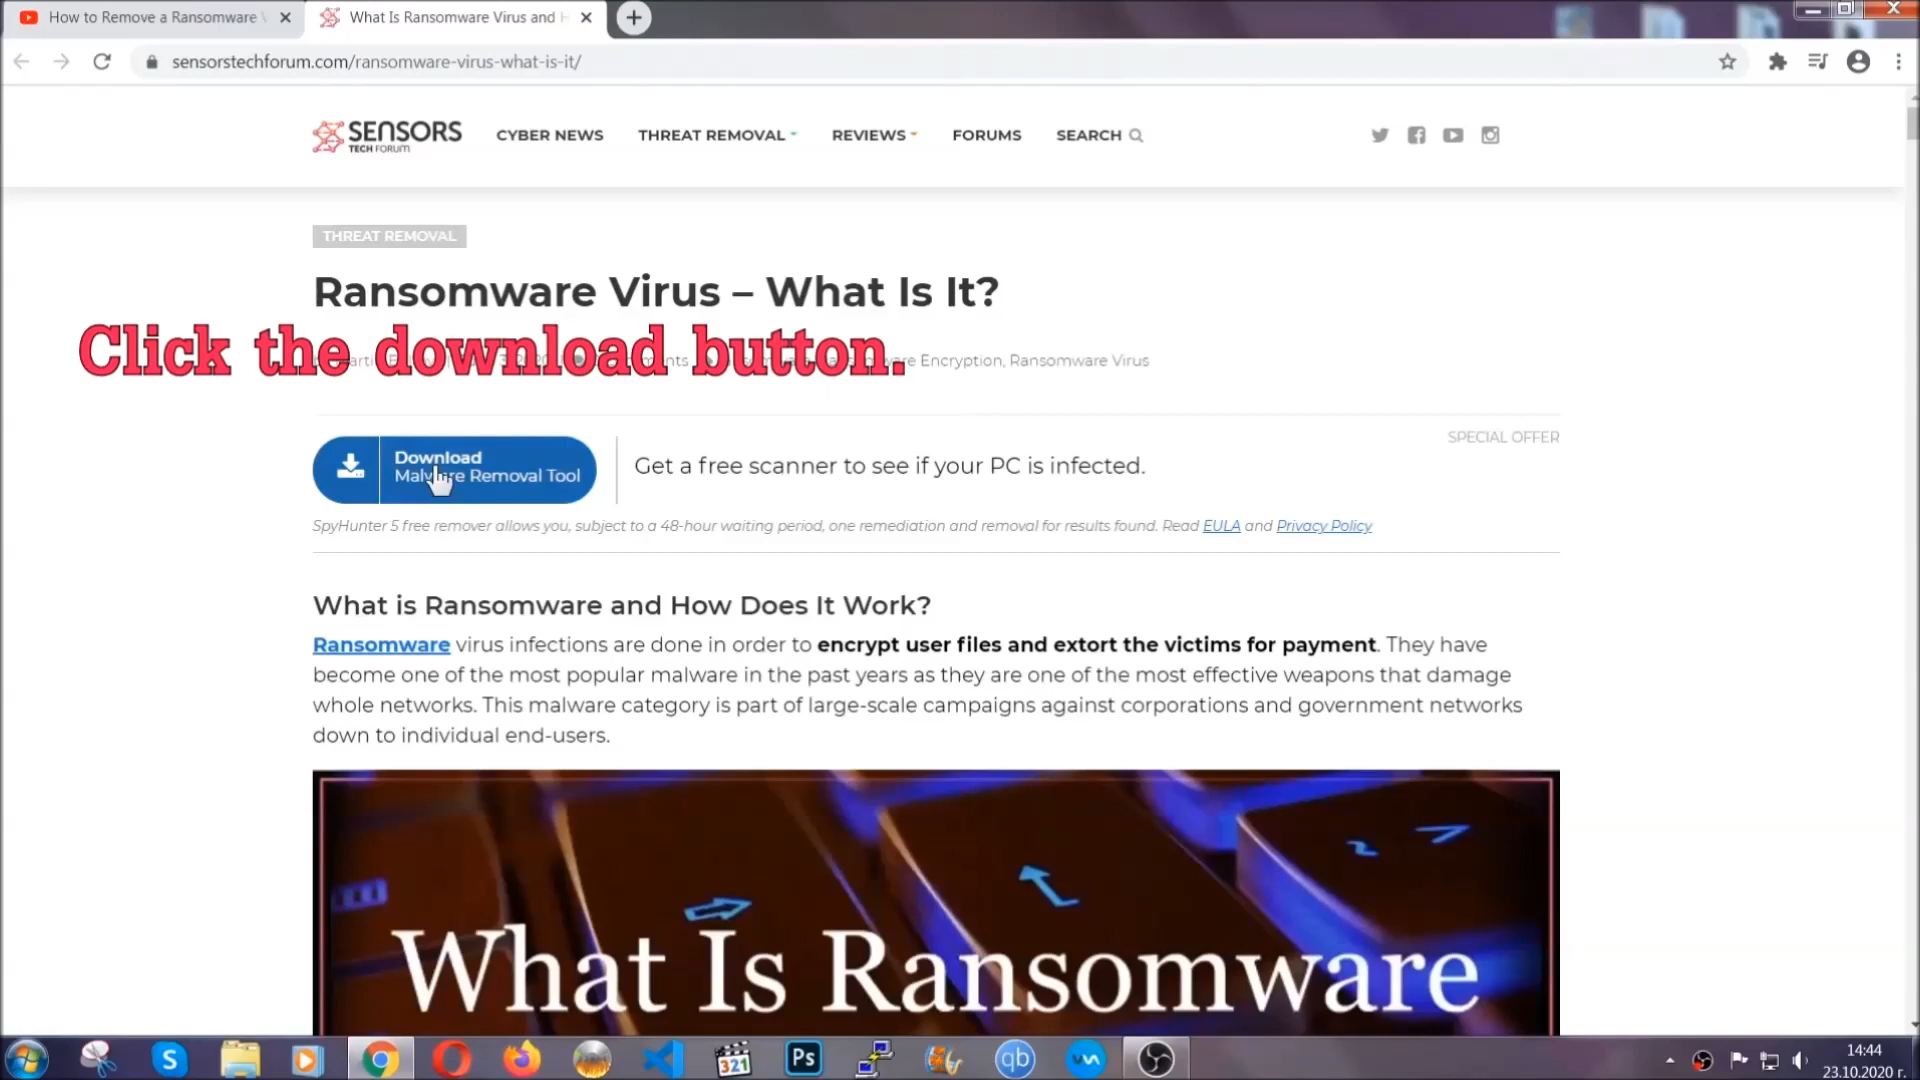 How to Remove a Ransomware V
What Is Ransomware Virus and H
sensorstechforum.com/ransomware-virus-what-is-it/
SENSORS
TECH FORUM
CYBER NEWS
THREAT REMOVAL
REVIEWS
FORUMS
SEARCH
THREAT REMOVAL
Ransomware Virus – What Is It?
Click the download button.
Encryption, Ransomware Virus
SPECIAL OFFER
Download
Malware Removal Tool
Get a free scanner to see if your PC is infected.
SpyHunter 5 free remover allows you, subject to a 48-hour waiting period, one remediation and removal for results found. Read EULA and Privacy Policy
What is Ransomware and How Does It Work?
Ransomware virus infections are done in order to encrypt user files and extort the victims for payment. They have
become one of the most popular malware in the past years as they are one of the most effective weapons that damage
whole networks. This malware category is part of large-scale campaigns against corporations and government networks
down to individual end-users.
What Is Ransomware
S
321
Ps
qb
14:44
23.10.2020 г.